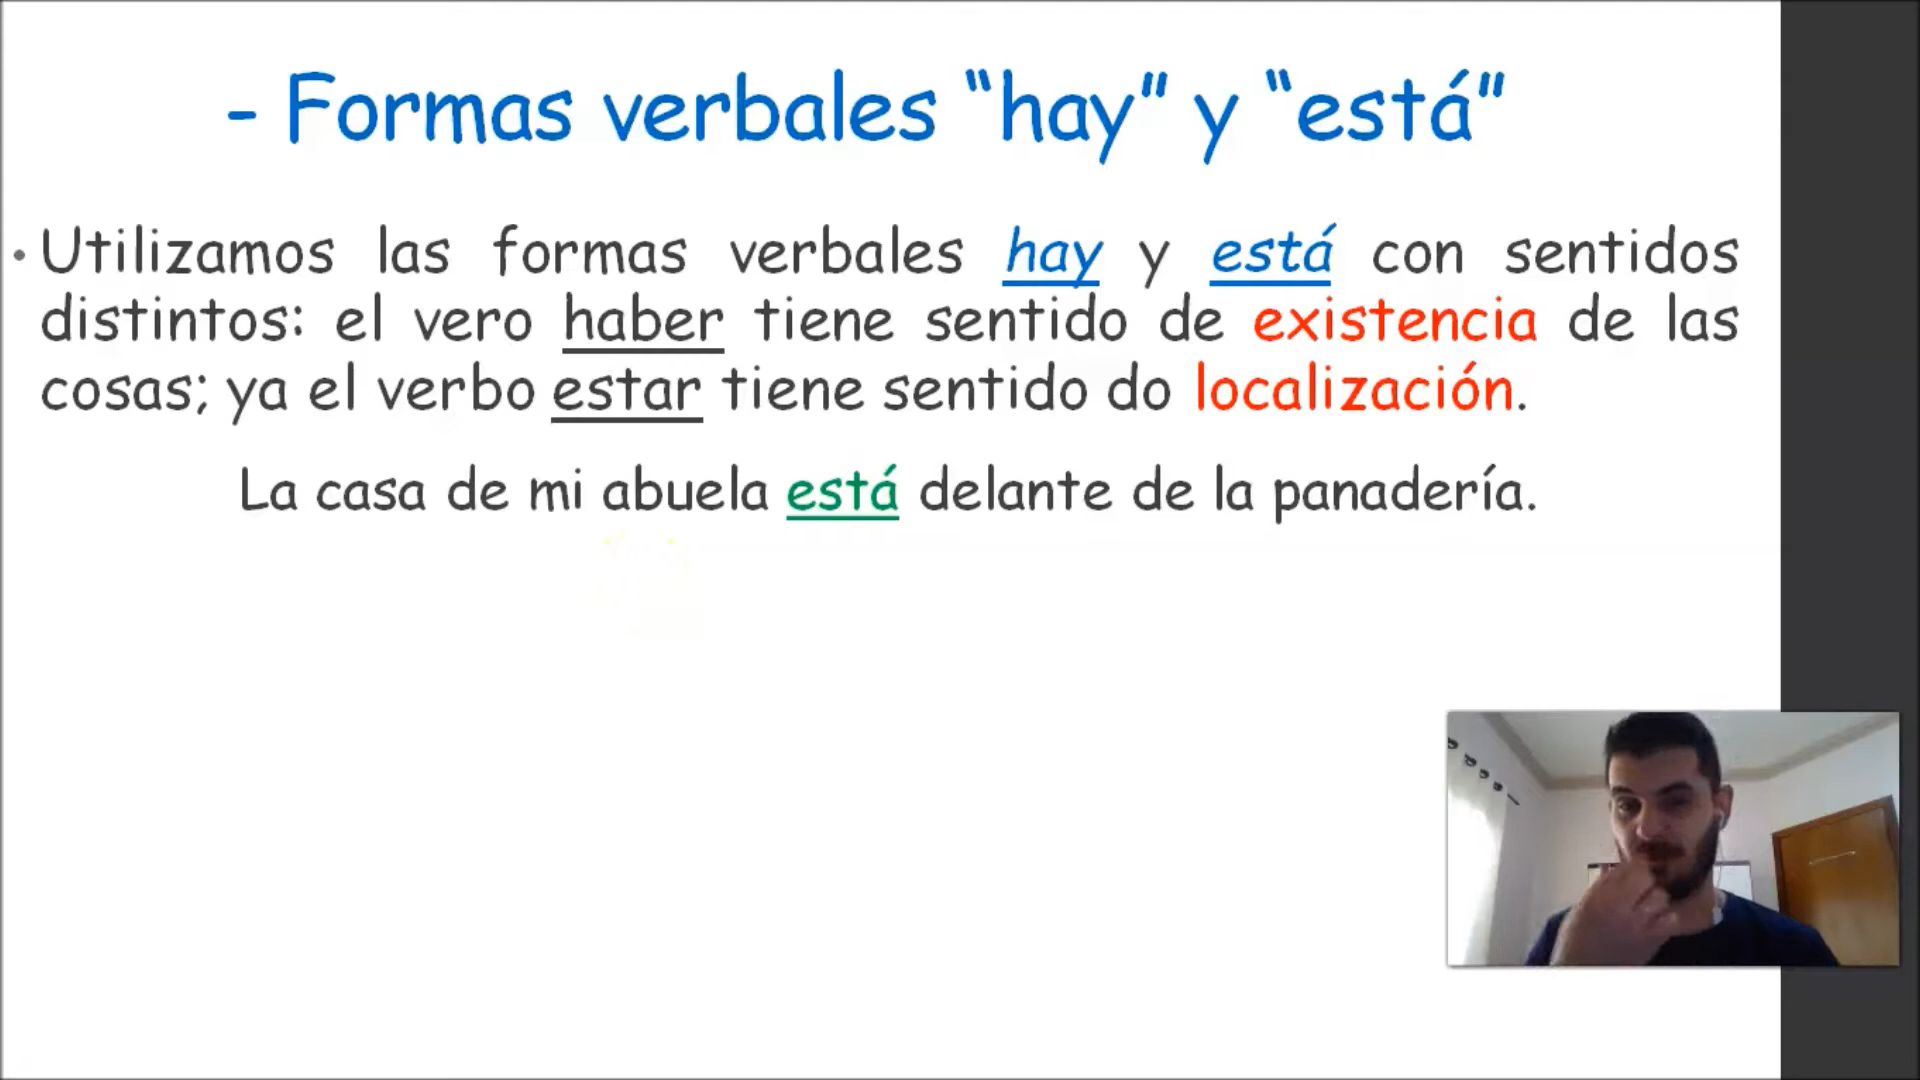 - Formas verbales “hay” y “está”
• Utilizamos las formas verbales hay y está con sentidos
distintos: el vero haber tiene sentido de existencia de las
cosas; ya el verbo estar tiene sentido do localización.
La casa de mi abuela está delante de la panadería.